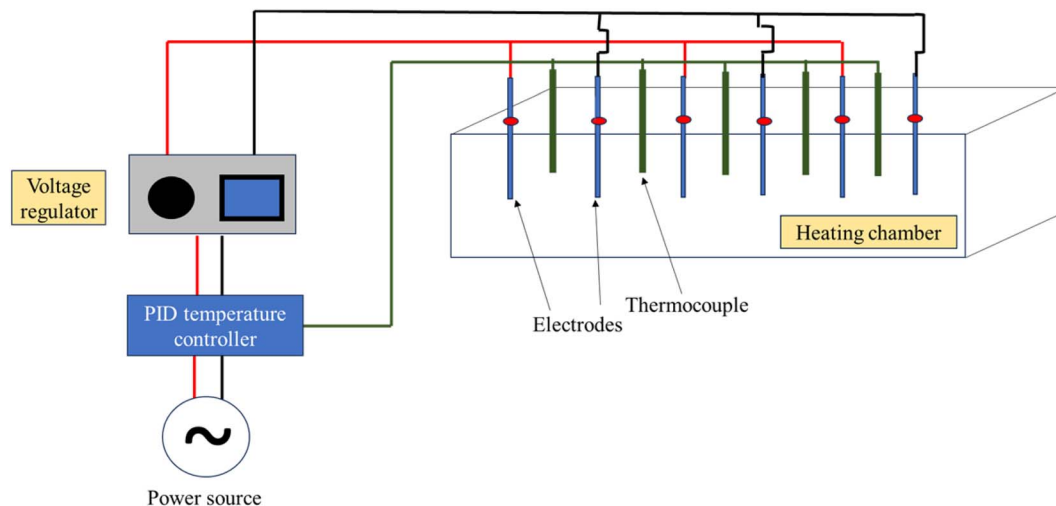 Voltage
regulator
Heating chamber
Thermocouple
Electrodes
PID temperature
controller
~
Power source